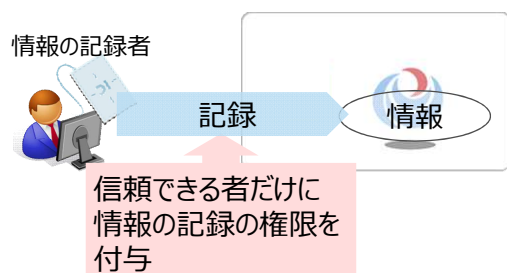 情報の記録者
記録
情報
信頼できる者だけに
情報の記録の権限を
付与